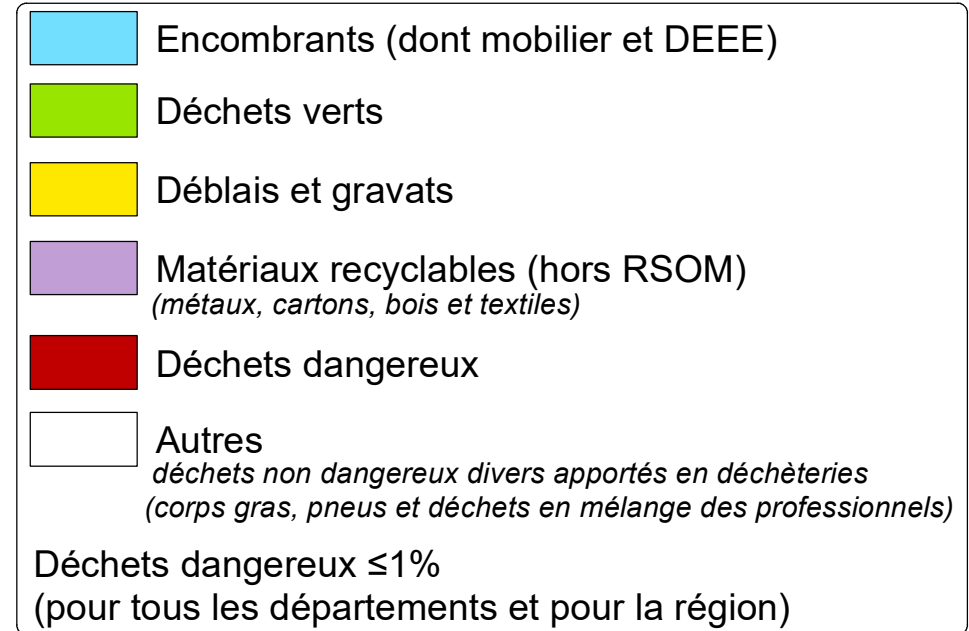 Encombrants (dont mobilier et DEEE)
Déchets verts
Déblais et gravats
Matériaux recyclables (hors RSOM)
(métaux, cartons, bois et textiles)
Déchets dangereux
Autres
déchets non dangereux divers apportés en déchèteries
(corps gras, pneus et déchets en mélange des professionnels)
Déchets dangereux ≤1%
(pour tous les départements et pour la région)